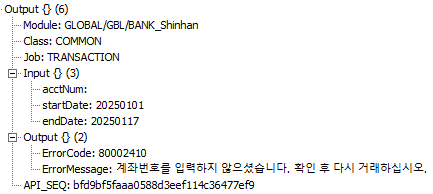 Output {} (6)
Module: GLOBAL/GBL/BANK_Shinhan
Class: COMMON
Job: TRANSACTION
Input {} (3)
acctNum:
startDate: 20250101
endDate: 20250117
Output {} (2)
ErrorCode: 80002410
ErrorMessage: 계좌번호를 입력하지 않으셨습니다. 확인 후 다시 거래하십시오.
API_SEQ: bfd9bf5faaa0588d3eef114c36477ef9